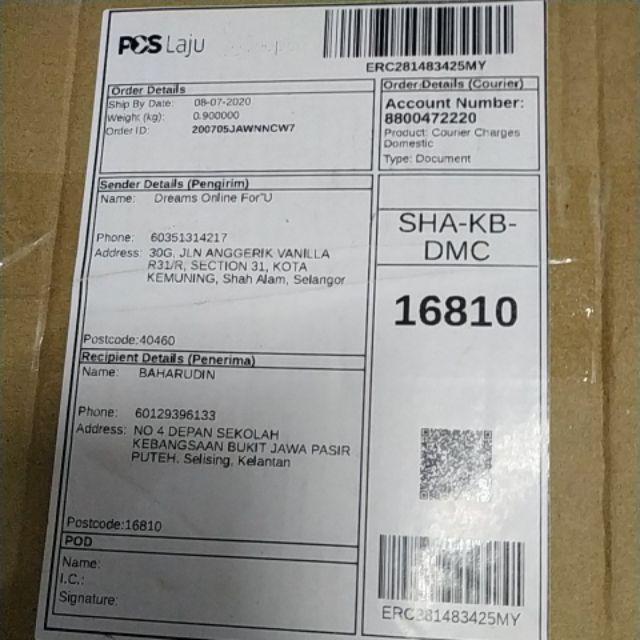 POS Laju
ERC281483425MY
Order Details
Ship By Date: 08-07-2020
Weight (kg): 0.900000
Order ID: 200705JAWNNCW7
Order Details (Courier)
Account Number:
8800472220
Product: Courier Charges
Domestic
Type: Document
Sender Details (Pengirim)
Name: Dreams Online For"U
Phone: 60351314217
Address: 30G, JLN ANGGERIK VANILLA
R31/R, SECTION 31, KOTA
KEMUNING, Shah Alam, Selangor
Postcode:40460
SHA-KB-
DMC
16810
Recipient Details (Penerima)
Name: BAHARUDIN
Phone: 60129396133
Address: NO 4 DEPAN SEKOLAH
KEBANGSAAN BUKIT JAWA PASIR
PUTEH. Selising, Kelantan
Postcode:16810
POD
Name:
I.C.:
Signature:
ERC281483425MY